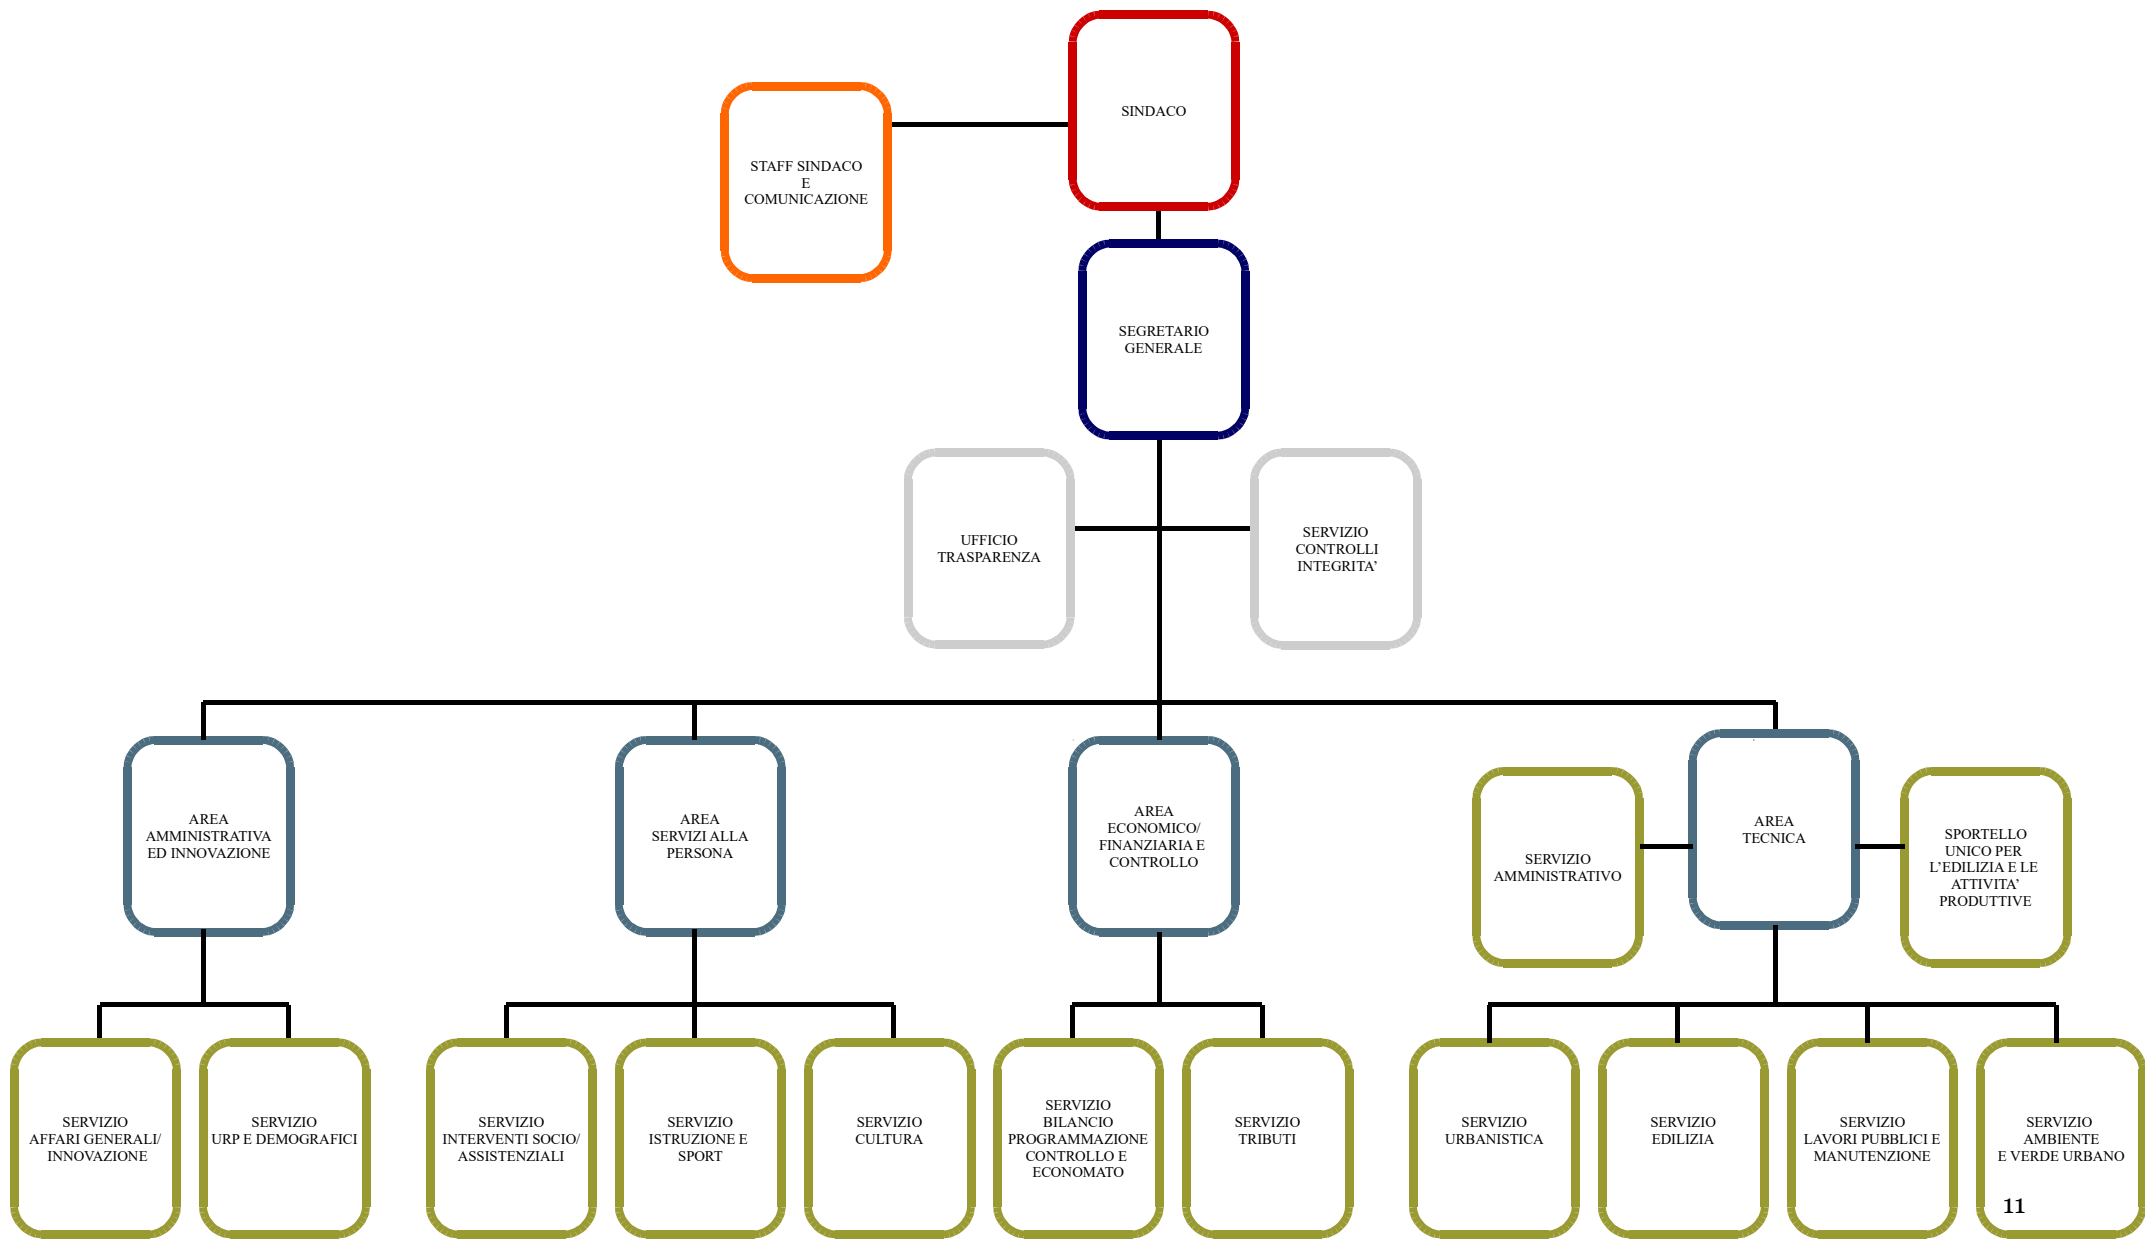 SINDACO
STAFF SINDACO
E
COMUNICAZIONE
SEGRETARIO
GENERALE
UFFICIO
TRASPARENZA
SERVIZIO
CONTROLLI
INTEGRITA’
AREA
AMMINISTRATIVA
ED INNOVAZIONE
AREA
SERVIZI ALLA
PERSONA
AREA
ECONOMICO/
FINANZIARIA E
CONTROLLO
SERVIZIO
AMMINISTRATIVO
AREA
TECNICA
SPORTELLO
UNICO PER
L’EDILIZIA E LE
ATTIVITA’
PRODUTTIVE
SERVIZIO
AFFARI GENERALI/
INNOVAZIONE
SERVIZIO
URP E DEMOGRAFICI
SERVIZIO
INTERVENTI SOCIO/
ASSISTENZIALI
SERVIZIO
ISTRUZIONE E
SPORT
SERVIZIO
CULTURA
SERVIZIO
BILANCIO
PROGRAMMAZIONE
CONTROLLO E
ECONOMATO
SERVIZIO
TRIBUTI
SERVIZIO
URBANISTICA
SERVIZIO
EDILIZIA
SERVIZIO
LAVORI PUBBLICI E
MANUTENZIONE
SERVIZIO
AMBIENTE
E VERDE URBANO
11